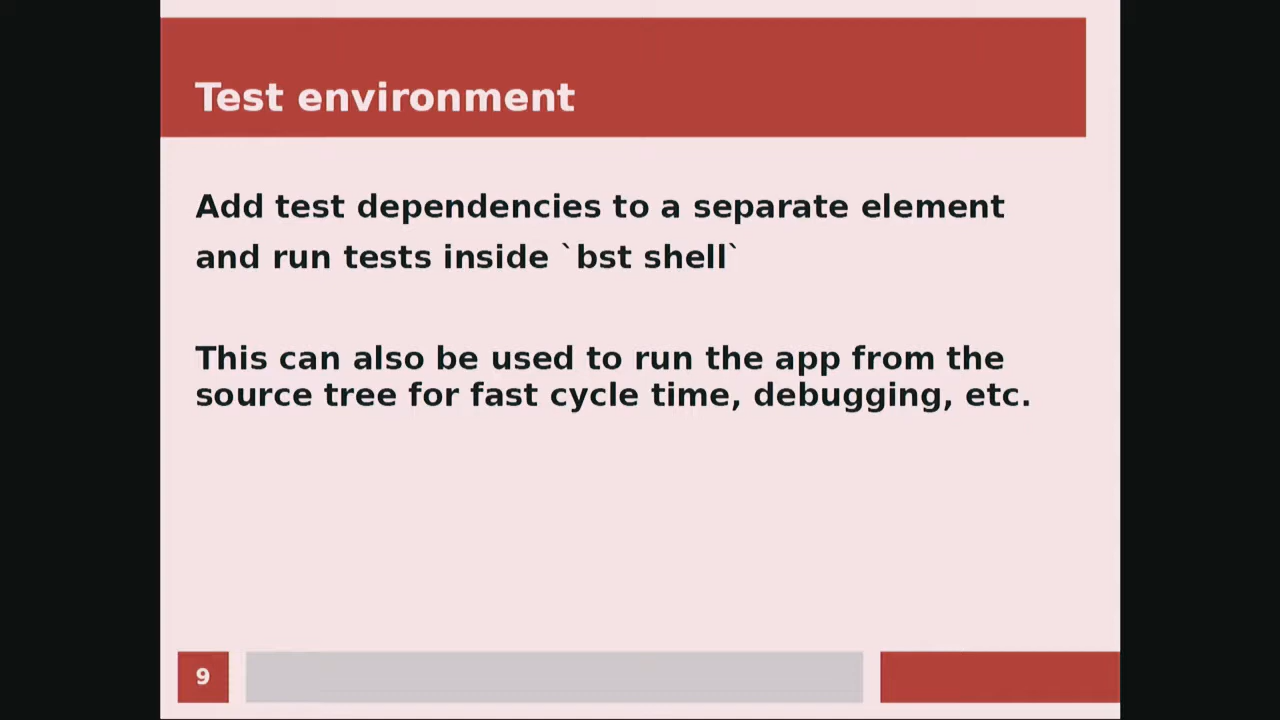 Test environment
Add test dependencies to a separate element
and run tests inside `bst shell`
This can also be used to run the app from the
source tree for fast cycle time, debugging, etc.
9